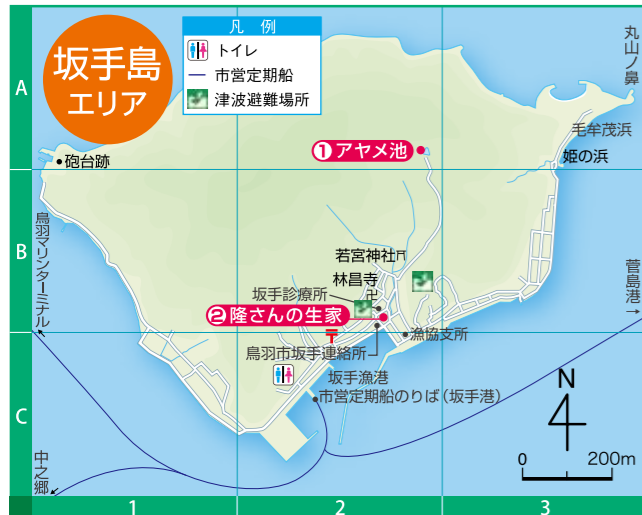 坂手島
エリア
凡 例
トイレ
市営定期船
津波避難場所
A
B
C
1
2
3
丸山ノ鼻
毛牟茂浜
姫の浜
砲台跡
①アヤメ池
鳥羽マリンターミナル
若宮神社
林昌寺
坂手診療所
②隆さんの生家
菅島港
→
漁協支所
鳥羽市坂手連絡所
坂手漁港
市営定期船のりば（坂手港）
中之郷
N
0 200m